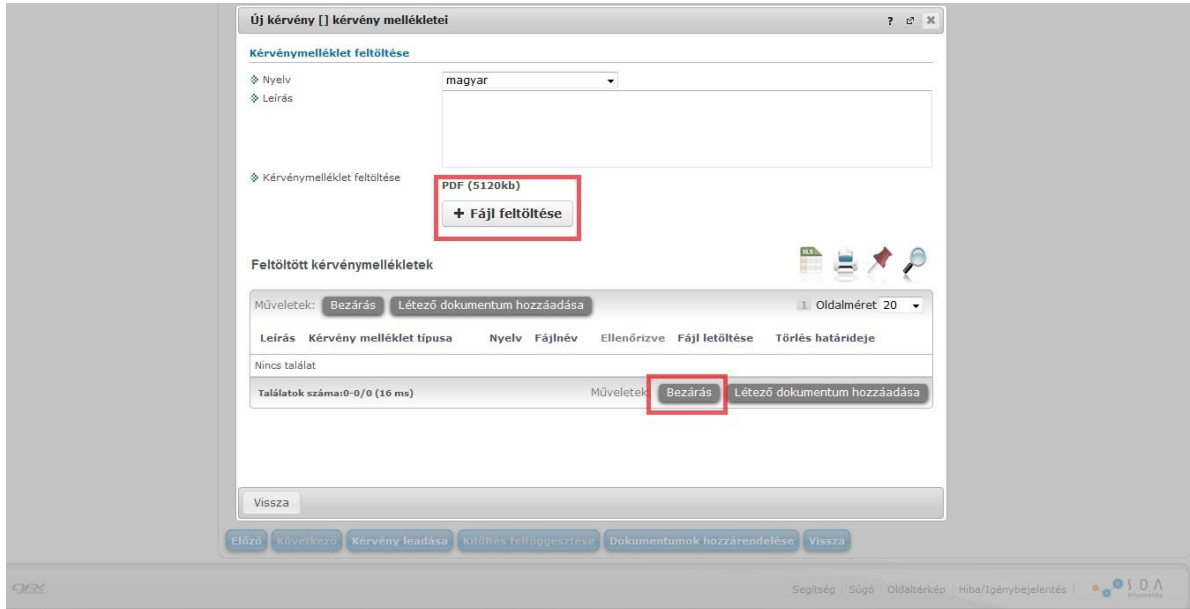 Új kérvény [] kérvény mellékletei
Kérvénymelléklet feltöltése
Nyelv magyar
Leírás
Kérvénymelléklet feltöltése
PDF (5120kb)
+ Fájl feltöltése
XLS
Feltöltött kérvénymellékletek
Műveletek: Bezárás Létező dokumentum hozzáadása 1 Oldalméret 20
Leírás Kérvény melléklet típusa Nyelv Fájlnév Ellenőrizve Fájl letöltése Törlés határideje
Nincs találat
Találatok száma:0-0/0 (16 ms) Műveletek: Bezárás Létező dokumentum hozzáadása
Vissza
Előző Következő Kérvény leadása Kitöltés felfüggesztése Dokumentumok hozzárendelése Vissza
Segítség Súgó Oldaltérkép Hiba/Igénybejelentés SDA
Informatika